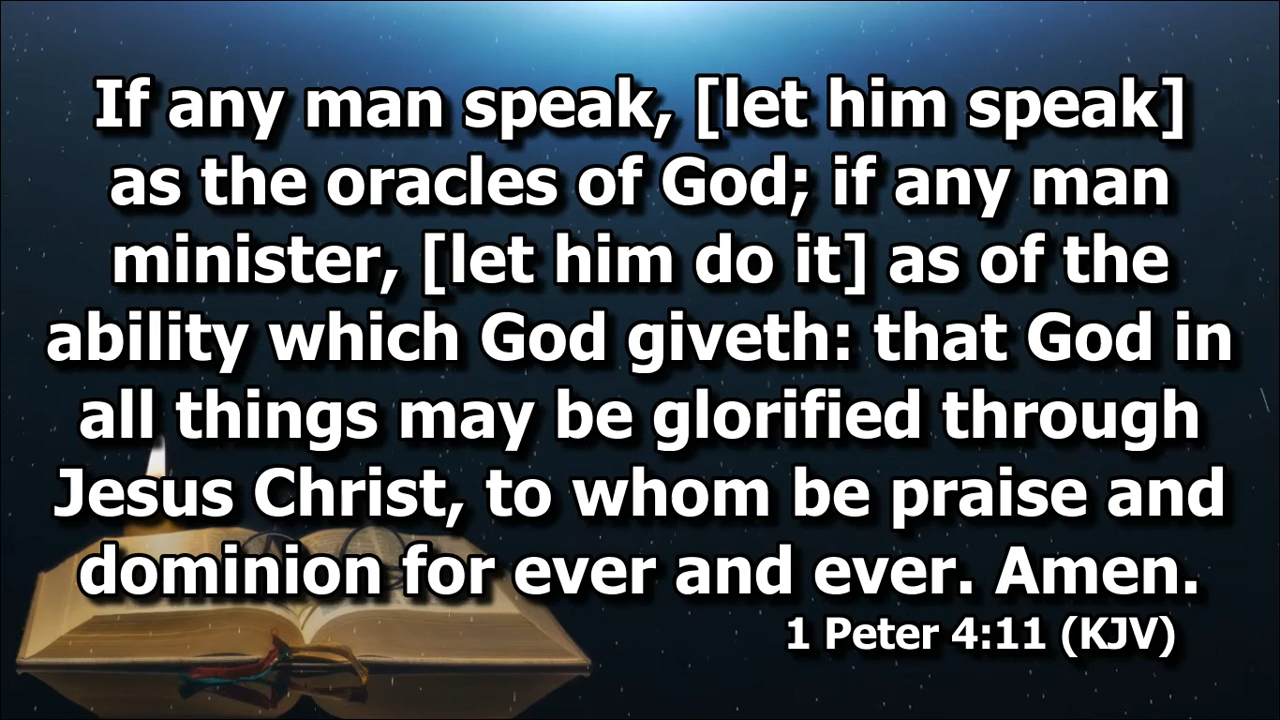 If any man speak, [let him speak]
as the oracles of God; if any man
minister, [let him do it] as of the
ability which God giveth: that God in
all things may be glorified through
Jesus Christ, to whom be praise and
dominion for ever and ever. Amen.
1 Peter 4:11 (KJV)